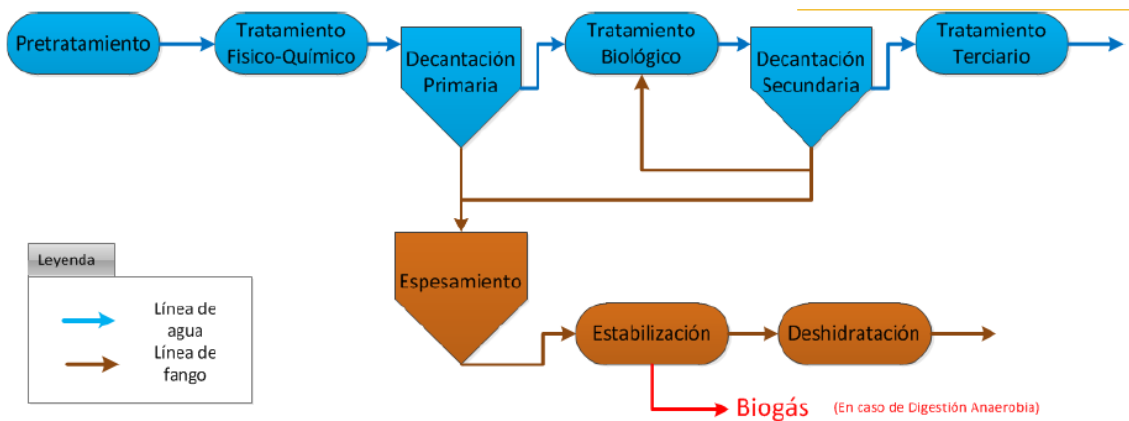 Pretratamiento
Tratamiento
Fisico-Químico
Decantación
Primaria
Tratamiento
Biológico
Decantación
Secundaria
Tratamiento
Terciario
Espesamiento
Leyenda
Línea de
agua
Línea de
fango
Estabilización
Deshidratación
Biogás (En caso de Digestión Anaerobia)